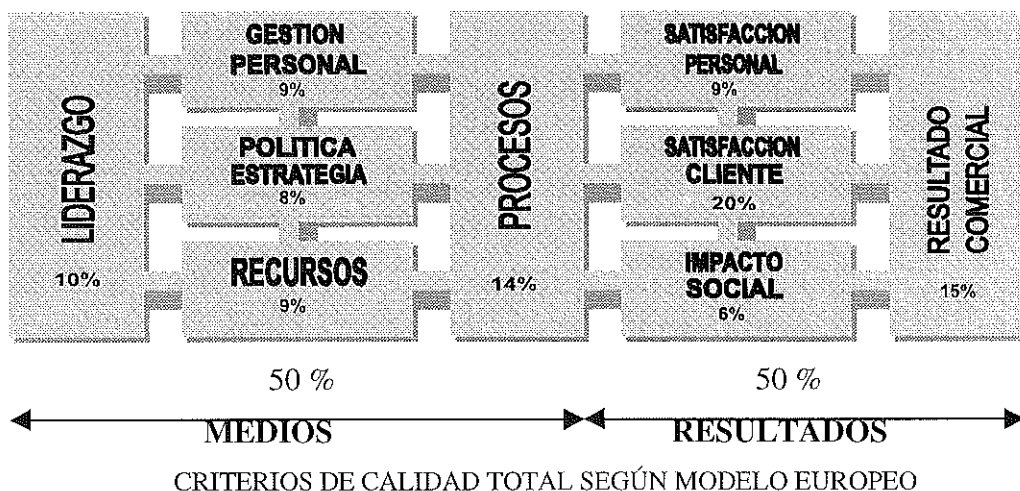 LIDERAZGO
10%
GESTION
PERSONAL
9%
POLITICA
ESTRATEGIA
8%
RECURSOS
9%
PROCESOS
14%
SATISFACCION
PERSONAL
9%
SATISFACCION
CLIENTE
20%
IMPACTO
SOCIAL
6%
RESULTADO
COMERCIAL
15%
50 %
50 %
MEDIOS
RESULTADOS
CRITERIOS DE CALIDAD TOTAL SEGÚN MODELO EUROPEO